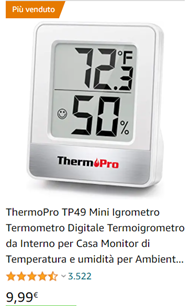 Più venduto
72.3 °F
50%
ThermoPro
ThermoPro TP49 Mini Igrometro
Termometro Digitale Termoigrometro
da Interno per Casa Monitor di
Temperatura e umidità per Ambient...
3.522
9,99€